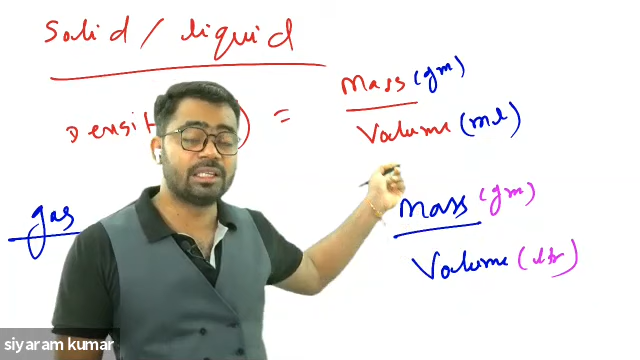 Solid / liquid
Densit ) = Mass (gm)
Volume (ml)
gas
Mass (gm)
Volume (ltr)
siyaram kumar